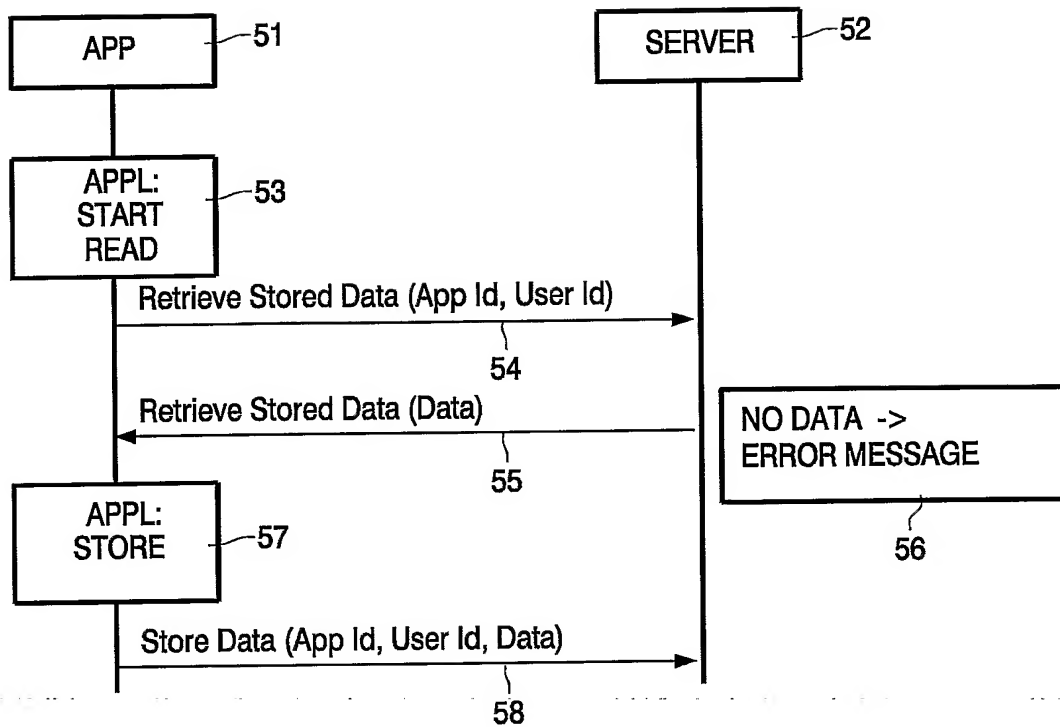 APP
51
SERVER
52
APPL:
START
READ
53
Retrieve Stored Data (App Id, User Id)
54
Retrieve Stored Data (Data)
55
NO DATA ->
ERROR MESSAGE
56
APPL:
STORE
57
Store Data (App Id, User Id, Data)
58